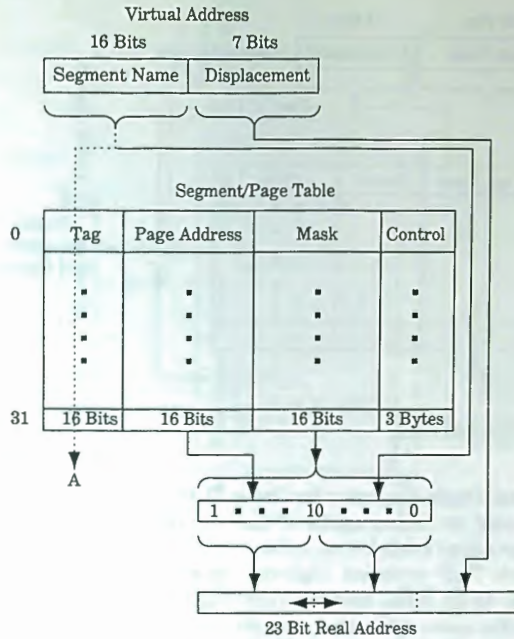 Virtual Address
16 Bits 7 Bits
Segment Name Displacement
Segment/Page Table
0 Tag Page Address Mask Control
31 16 Bits 16 Bits 16 Bits 3 Bytes
A
1 10 0
23 Bit Real Address